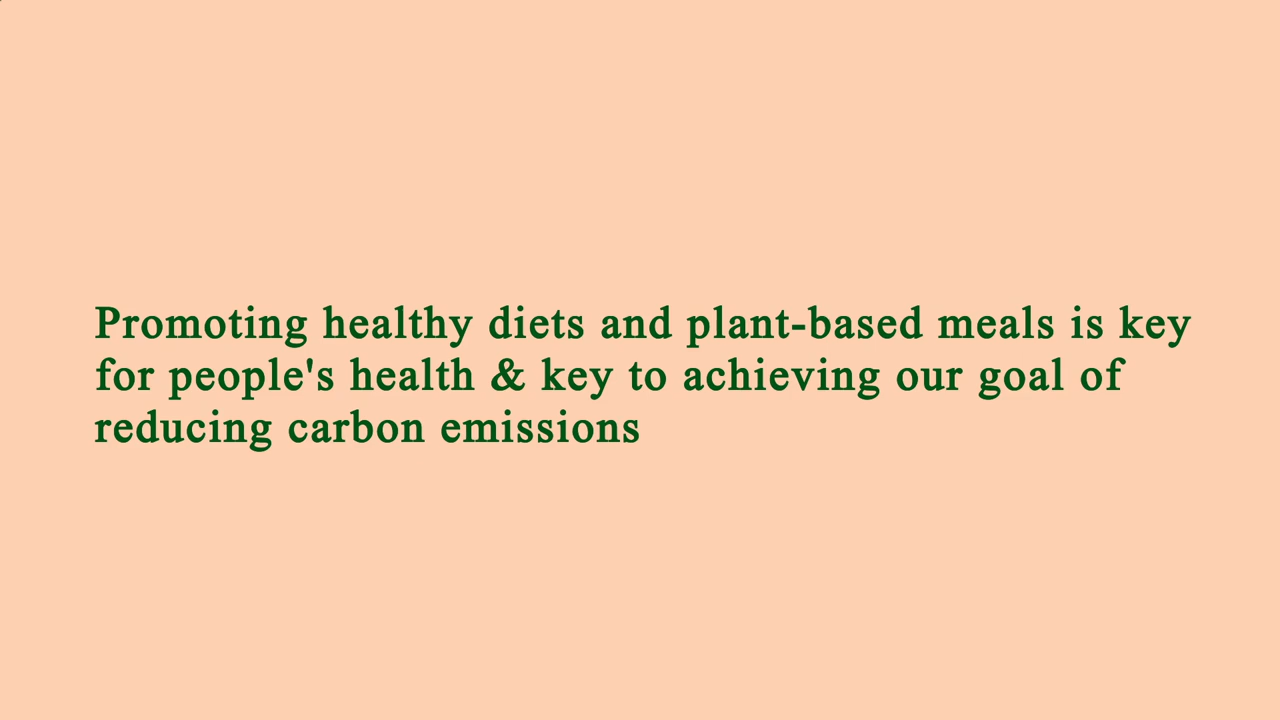 Promoting healthy diets and plant-based meals is key
for people's health & key to achieving our goal of
reducing carbon emissions